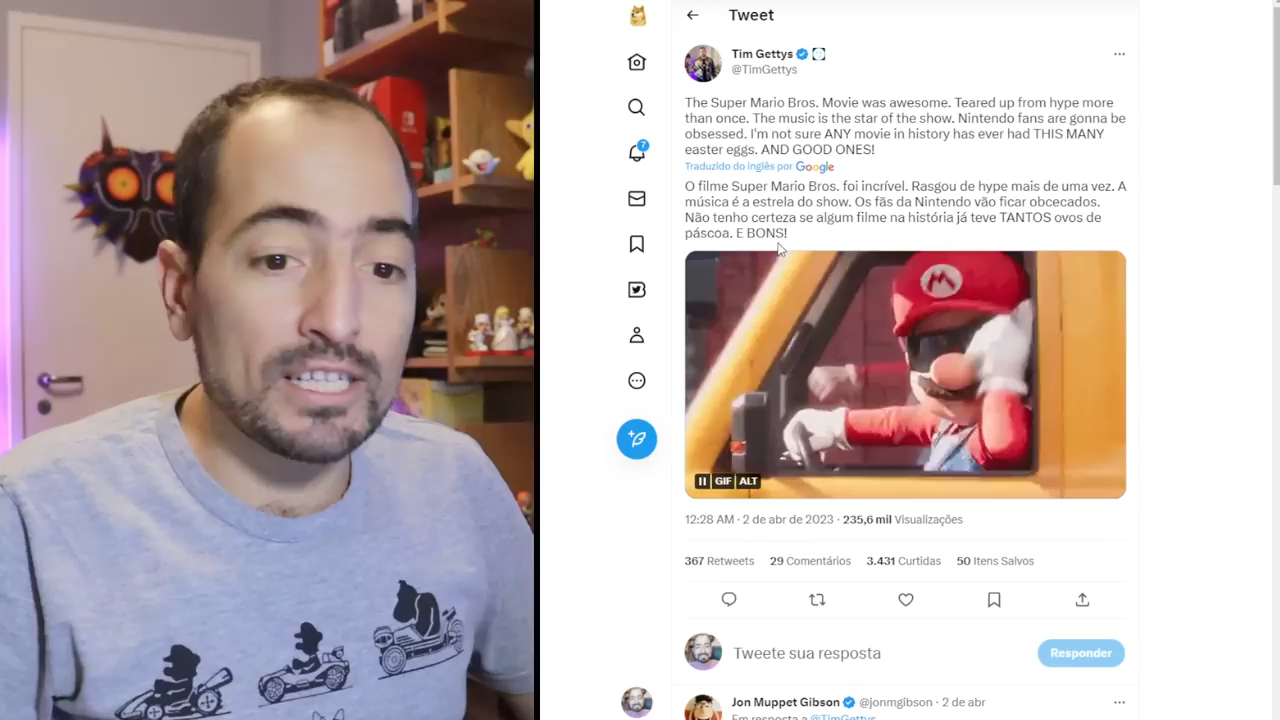 Tweet
Tim Gettys
@TimGettys
The Super Mario Bros. Movie was awesome. Teared up from hype more
than once. The music is the star of the show. Nintendo fans are gonna be
obsessed. I'm not sure ANY movie in history has ever had THIS MANY
easter eggs. AND GOOD ONES!
Traduzido do inglês por Google
O filme Super Mario Bros. foi incrível. Rasgou de hype mais de uma vez. A
música é a estrela do show. Os fãs da Nintendo vão ficar obcecados.
Não tenho certeza se algum filme na história já teve TANTOS ovos de
páscoa. E BONS!
7
M
GIF ALT
12:28 AM · 2 de abr de 2023 · 235,6 mil Visualizações
367 Retweets 29 Comentários 3.431 Curtidas 50 Itens Salvos
Tweete sua resposta
Responder
Jon Muppet Gibson @jonmgibson · 2 de abr
Em resposta a @TimGettys